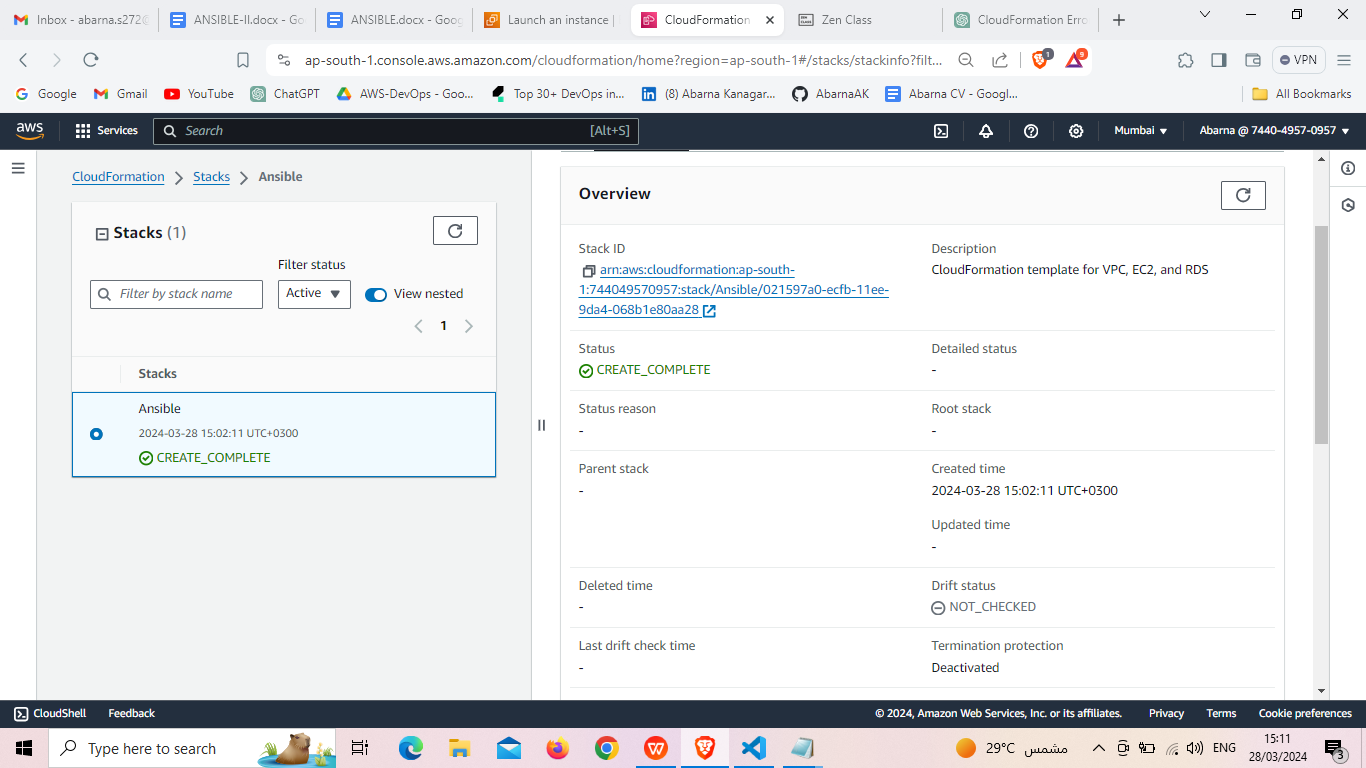 Inbox - abarna.s272@
ANSIBLE-II.docx - Go
ANSIBLE.docx - Goog
Launch an instance |
CloudFormation
Zen Class
CloudFormation Erro
ap-south-1.console.aws.amazon.com/cloudformation/home?region=ap-south-1#/stacks/stackinfo?filt...
1
9
VPN
Google
Gmail
YouTube
ChatGPT
AWS-DevOps - Goo...
Top 30+ DevOps in...
(8) Abarna Kanagar...
AbarnaAK
Abarna CV - Googl...
All Bookmarks
aws
Services
Search
[Alt+S]
Mumbai
Abarna @ 7440-4957-0957
CloudFormation
Stacks
Ansible
Stacks (1)
Filter status
Filter by stack name
Active
View nested
1
Stacks
Ansible
2024-03-28 15:02:11 UTC+0300
CREATE_COMPLETE
Overview
Stack ID
arn:aws:cloudformation:ap-south-
1:744049570957:stack/Ansible/021597a0-ecfb-11ee-
9da4-068b1e80aa28
Description
CloudFormation template for VPC, EC2, and RDS
Status
CREATE_COMPLETE
Detailed status
-
Status reason
-
Root stack
-
Parent stack
-
Created time
2024-03-28 15:02:11 UTC+0300
Updated time
-
Deleted time
-
Drift status
NOT_CHECKED
Last drift check time
-
Termination protection
Deactivated
CloudShell
Feedback
© 2024, Amazon Web Services, Inc. or its affiliates.
Privacy
Terms
Cookie preferences
Type here to search
29°C
مشمس
ENG
15:11
28/03/2024
3